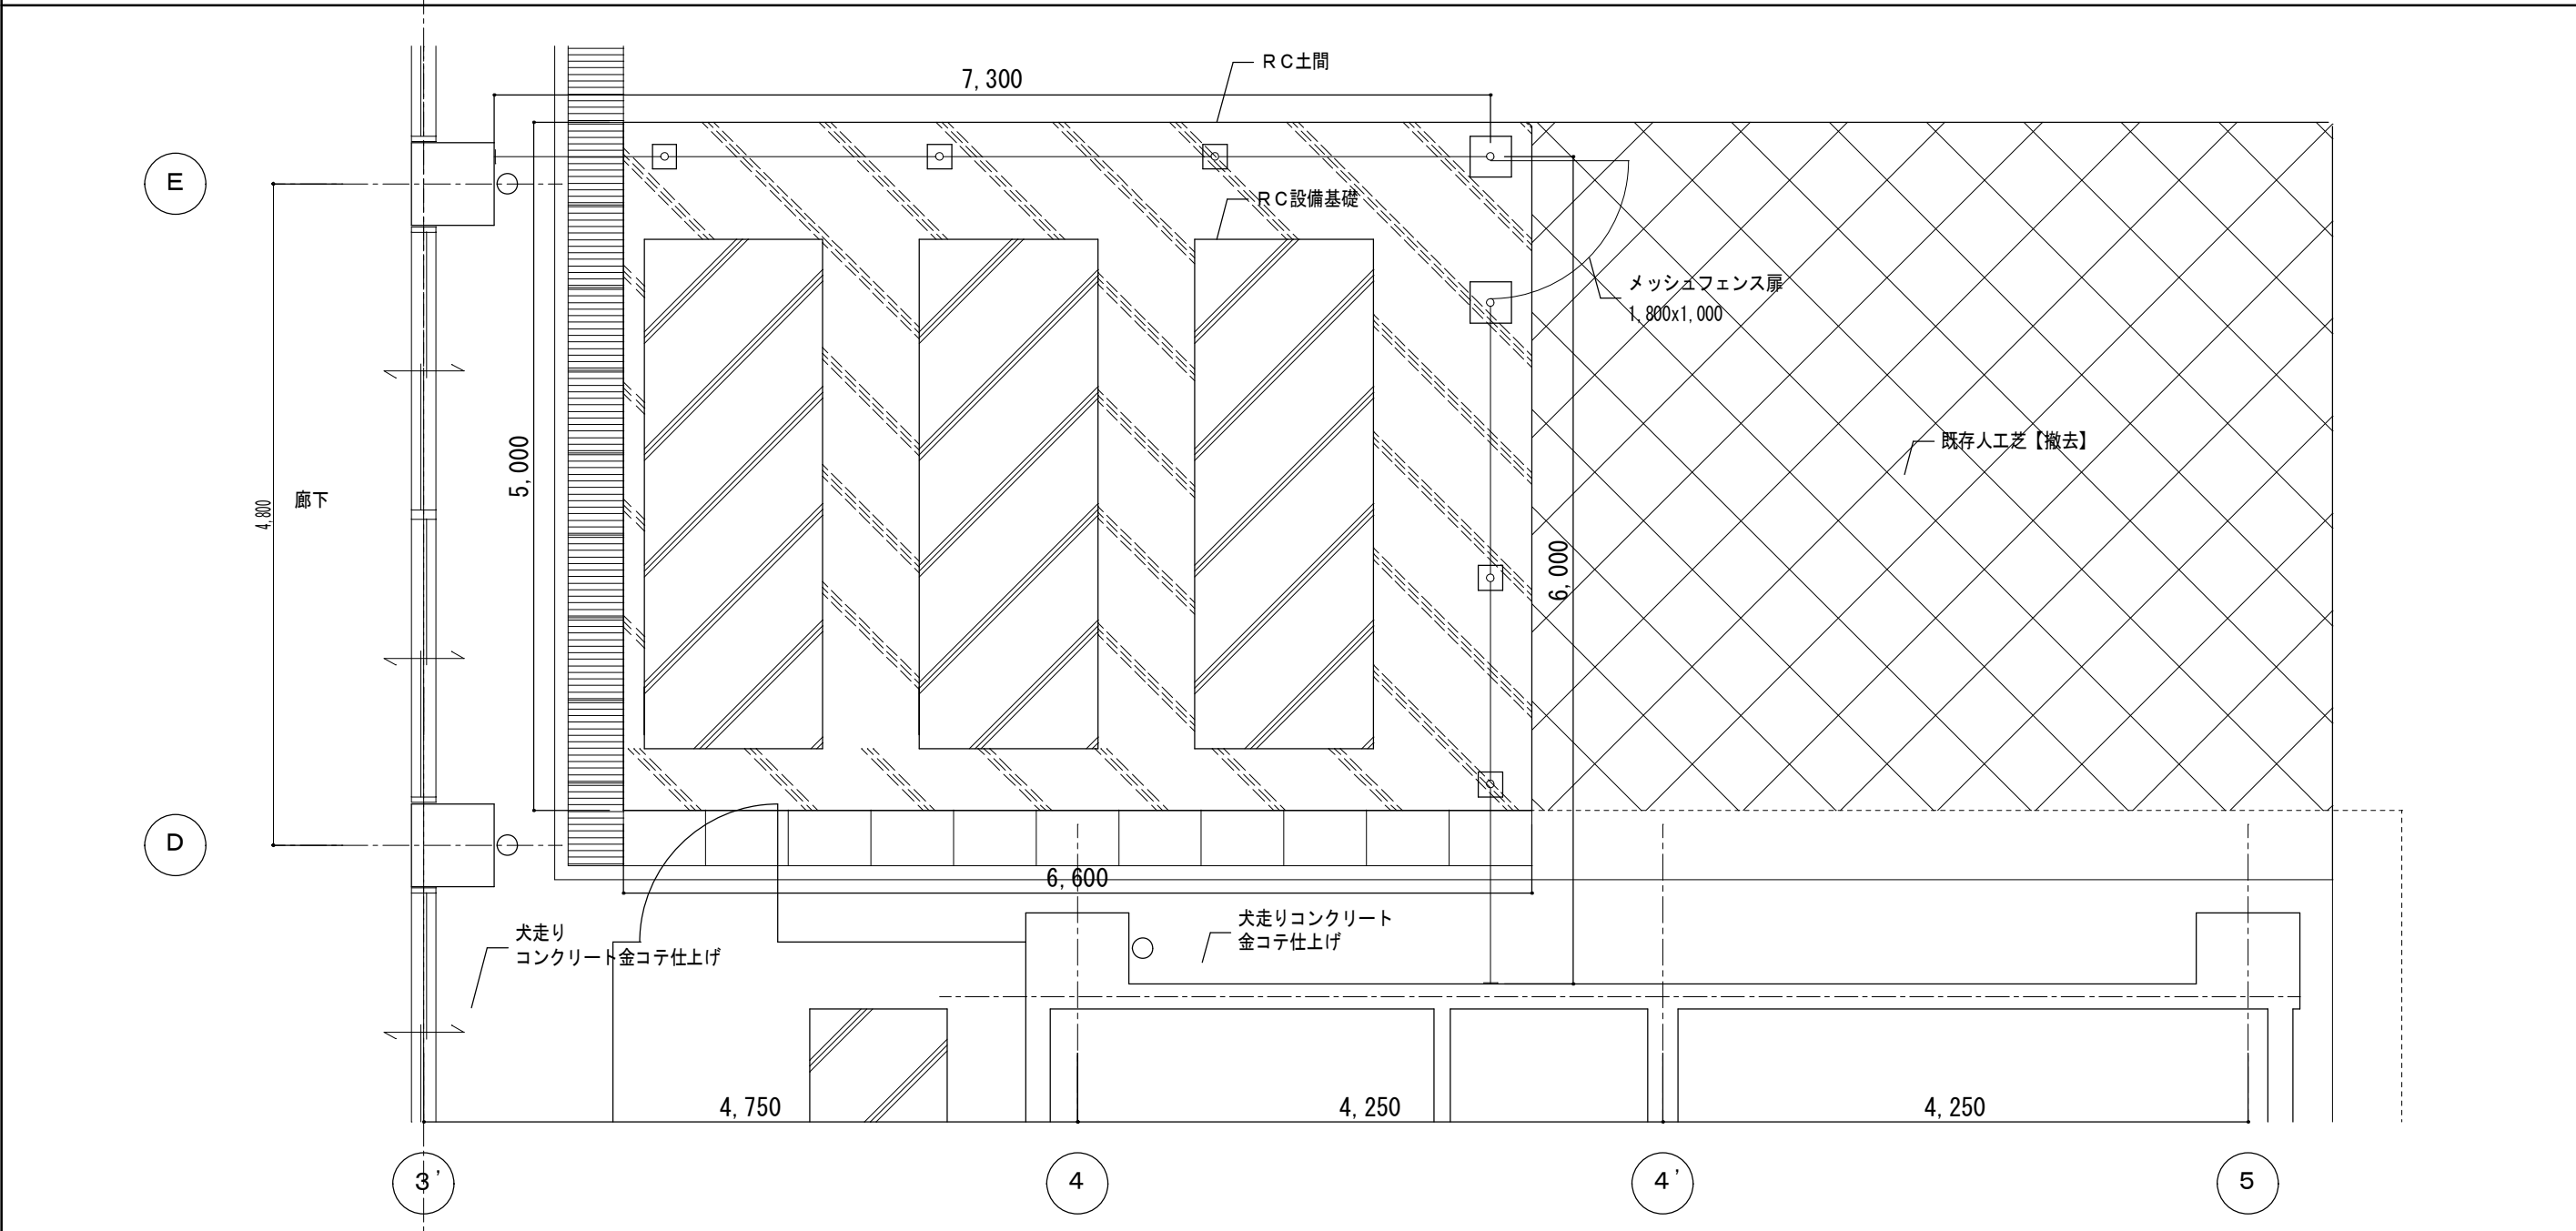 RC土間
7,300
E
RC設備基礎
メッシュフェンス扉
1,800x1,000
既存人工芝【撤去】
5,000
4,800
廊下
6,000
D
6,600
犬走り
コンクリート金コテ仕上げ
犬走りコンクリート
金コテ仕上げ
4,750
4,250
4,250
3'
4
4'
5